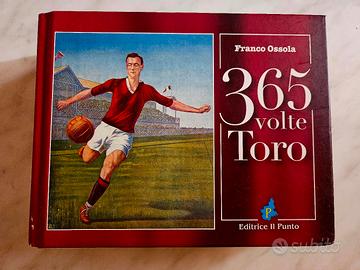 Franco Ossola
365
volte
Toro
P
Editrice Il Punto
subito